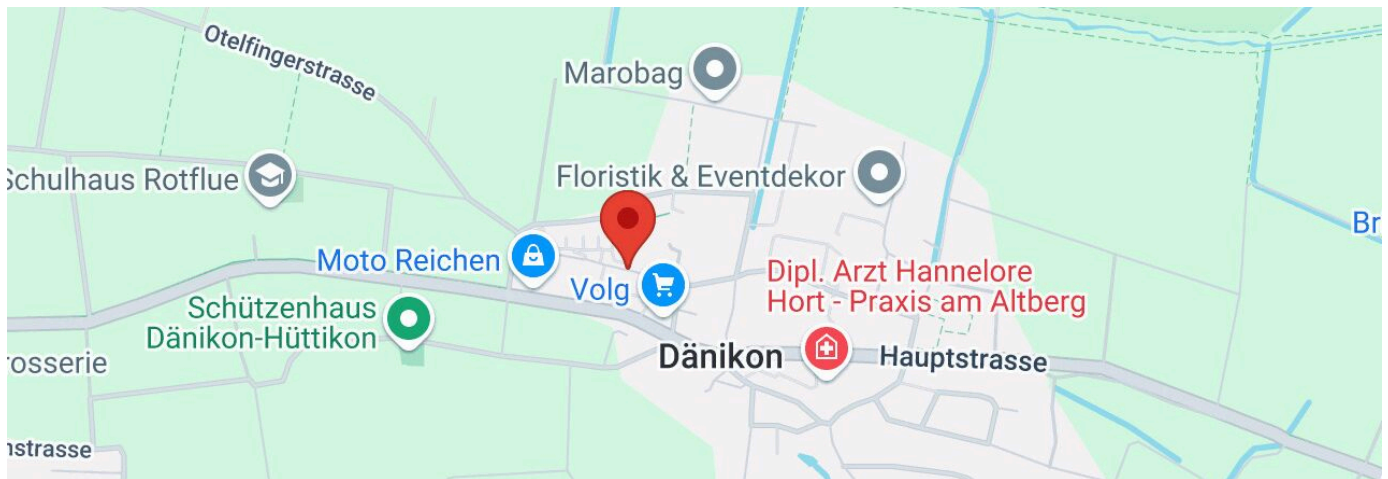 Otelfingerstrasse
Marobag
Schulhaus Rotflue
Floristik & Eventdekor
Br
Moto Reichen
Volg
Dipl. Arzt Hannelore
Hort - Praxis am Altberg
Schützenhaus
Dänikon-Hüttikon
rosserie
Dänikon
Hauptstrasse
nstrasse